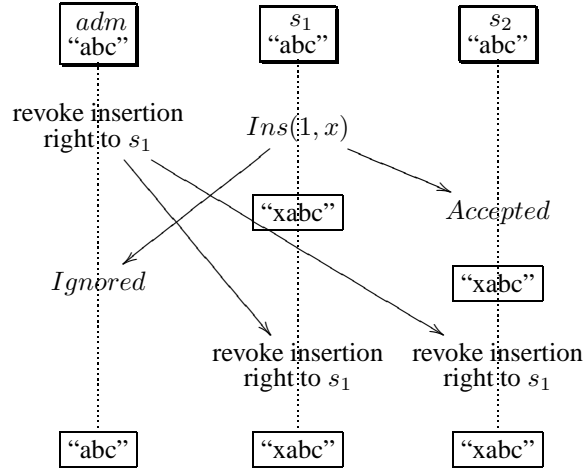 adm
"abc"
s₁
"abc"
s₂
"abc"
revoke insertion
right to s₁
Ins(1, x)
"xabc"
Accepted
Ignored
"xabc"
revoke insertion
right to s₁
revoke insertion
right to s₁
"abc"
"xabc"
"xabc"